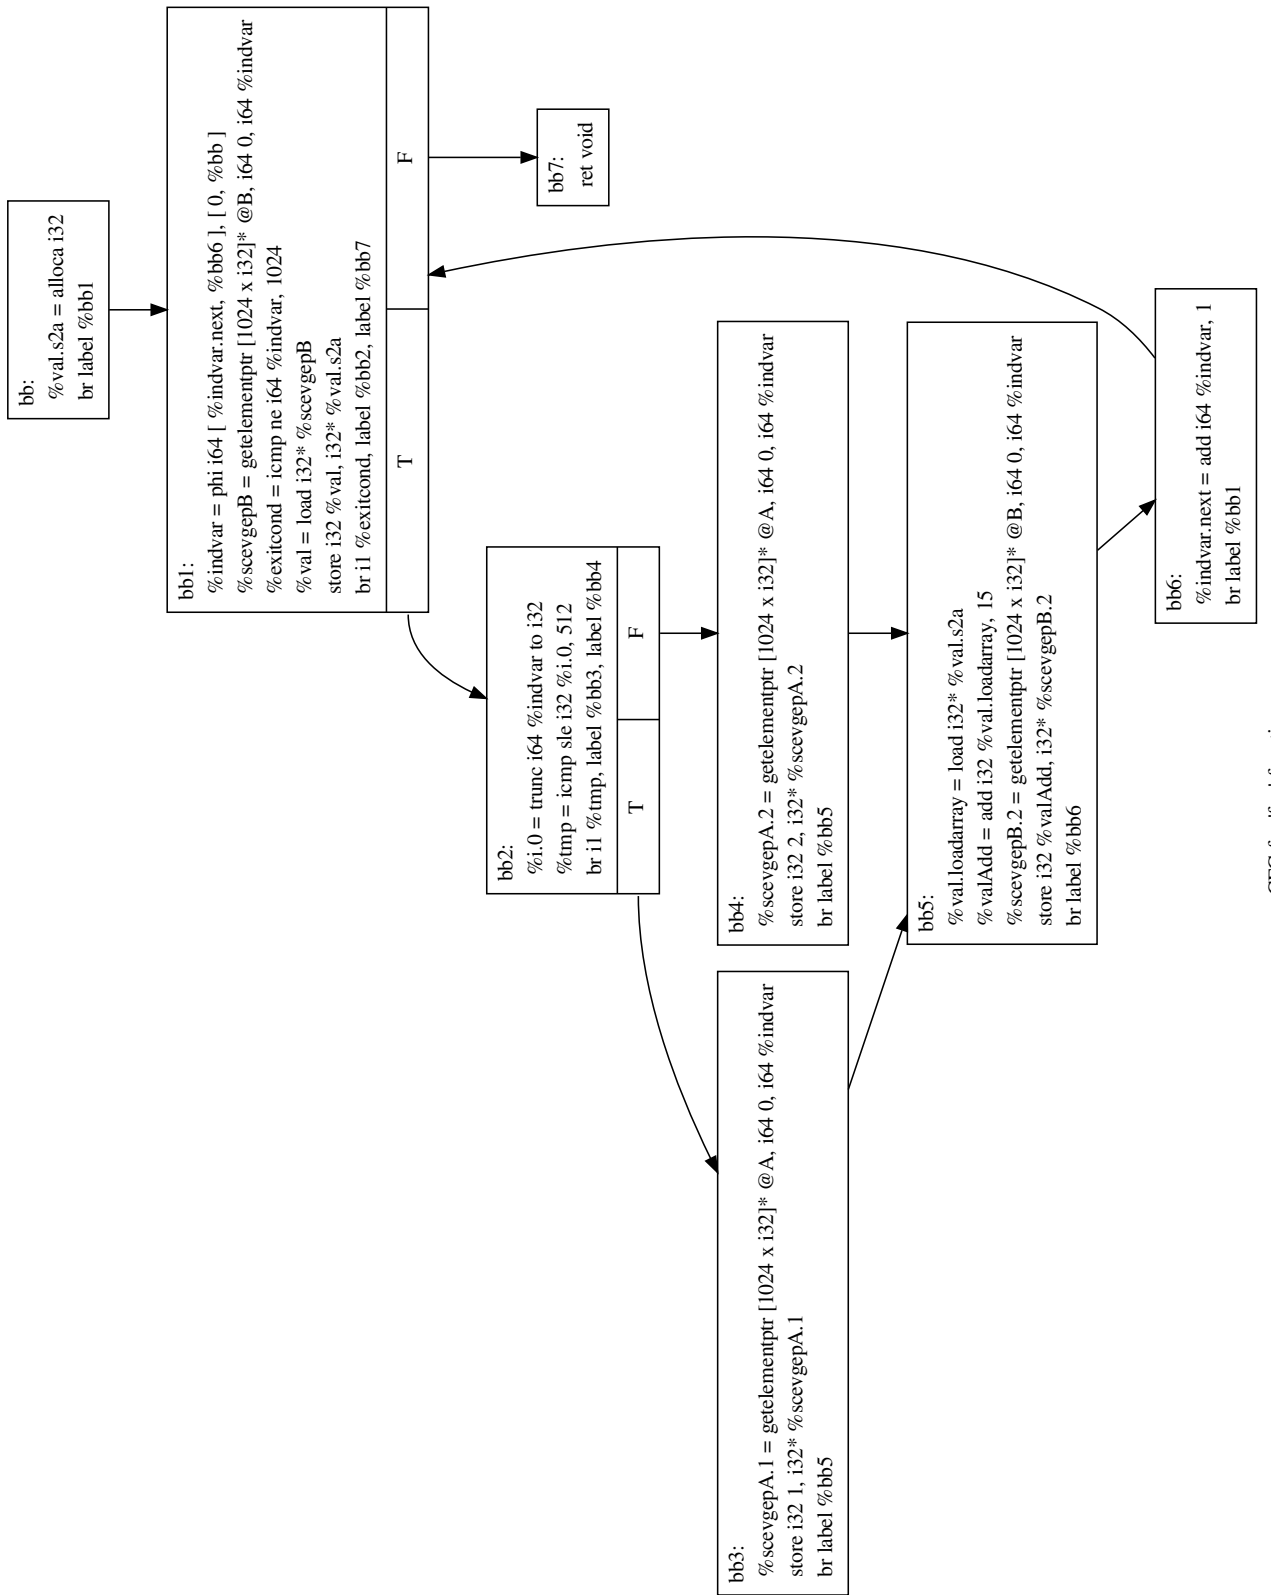 bb:
%val.s2a = alloca i32
br label %bb1
bb1:
%indvar = phi i64 [ %indvar.next, %bb6 ], [ 0, %bb ]
%scevgepB = getelementptr [1024 x i32]* @B, i64 0, i64 %indvar
%exitcond = icmp ne i64 %indvar, 1024
%val = load i32* %scevgepB
store i32 %val, i32* %val.s2a
br i1 %exitcond, label %bb2, label %bb7
T
F
bb7:
ret void
bb2:
%i.0 = trunc i64 %indvar to i32
%tmp = icmp sle i32 %i.0, 512
br i1 %tmp, label %bb3, label %bb4
T
F
bb3:
%scevgepA.1 = getelementptr [1024 x i32]* @A, i64 0, i64 %indvar
store i32 1, i32* %scevgepA.1
br label %bb5
bb4:
%scevgepA.2 = getelementptr [1024 x i32]* @A, i64 0, i64 %indvar
store i32 2, i32* %scevgepA.2
br label %bb5
bb5:
%val.loadarray = load i32* %val.s2a
%valAdd = add i32 %val.loadarray, 15
%scevgepB.2 = getelementptr [1024 x i32]* @B, i64 0, i64 %indvar
store i32 %valAdd, i32* %scevgepB.2
br label %bb6
bb6:
%indvar.next = add i64 %indvar, 1
br label %bb1